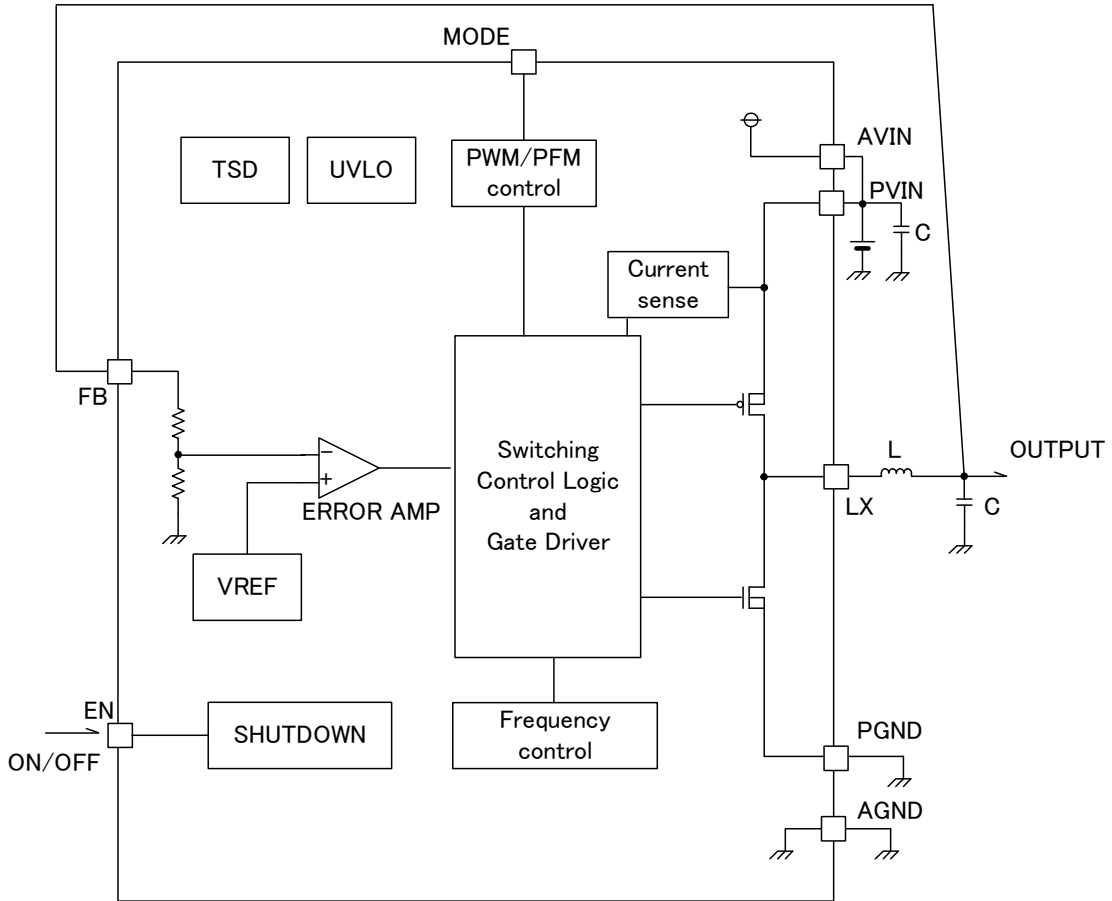 MODE
AVIN
TSD
UVLO
PWM/PFM
control
PVIN
C
Current
sense
FB
Switching
Control Logic
and
Gate Driver
L
OUTPUT
−
+
ERROR AMP
LX
C
VREF
EN
ON/OFF
SHUTDOWN
Frequency
control
PGND
AGND